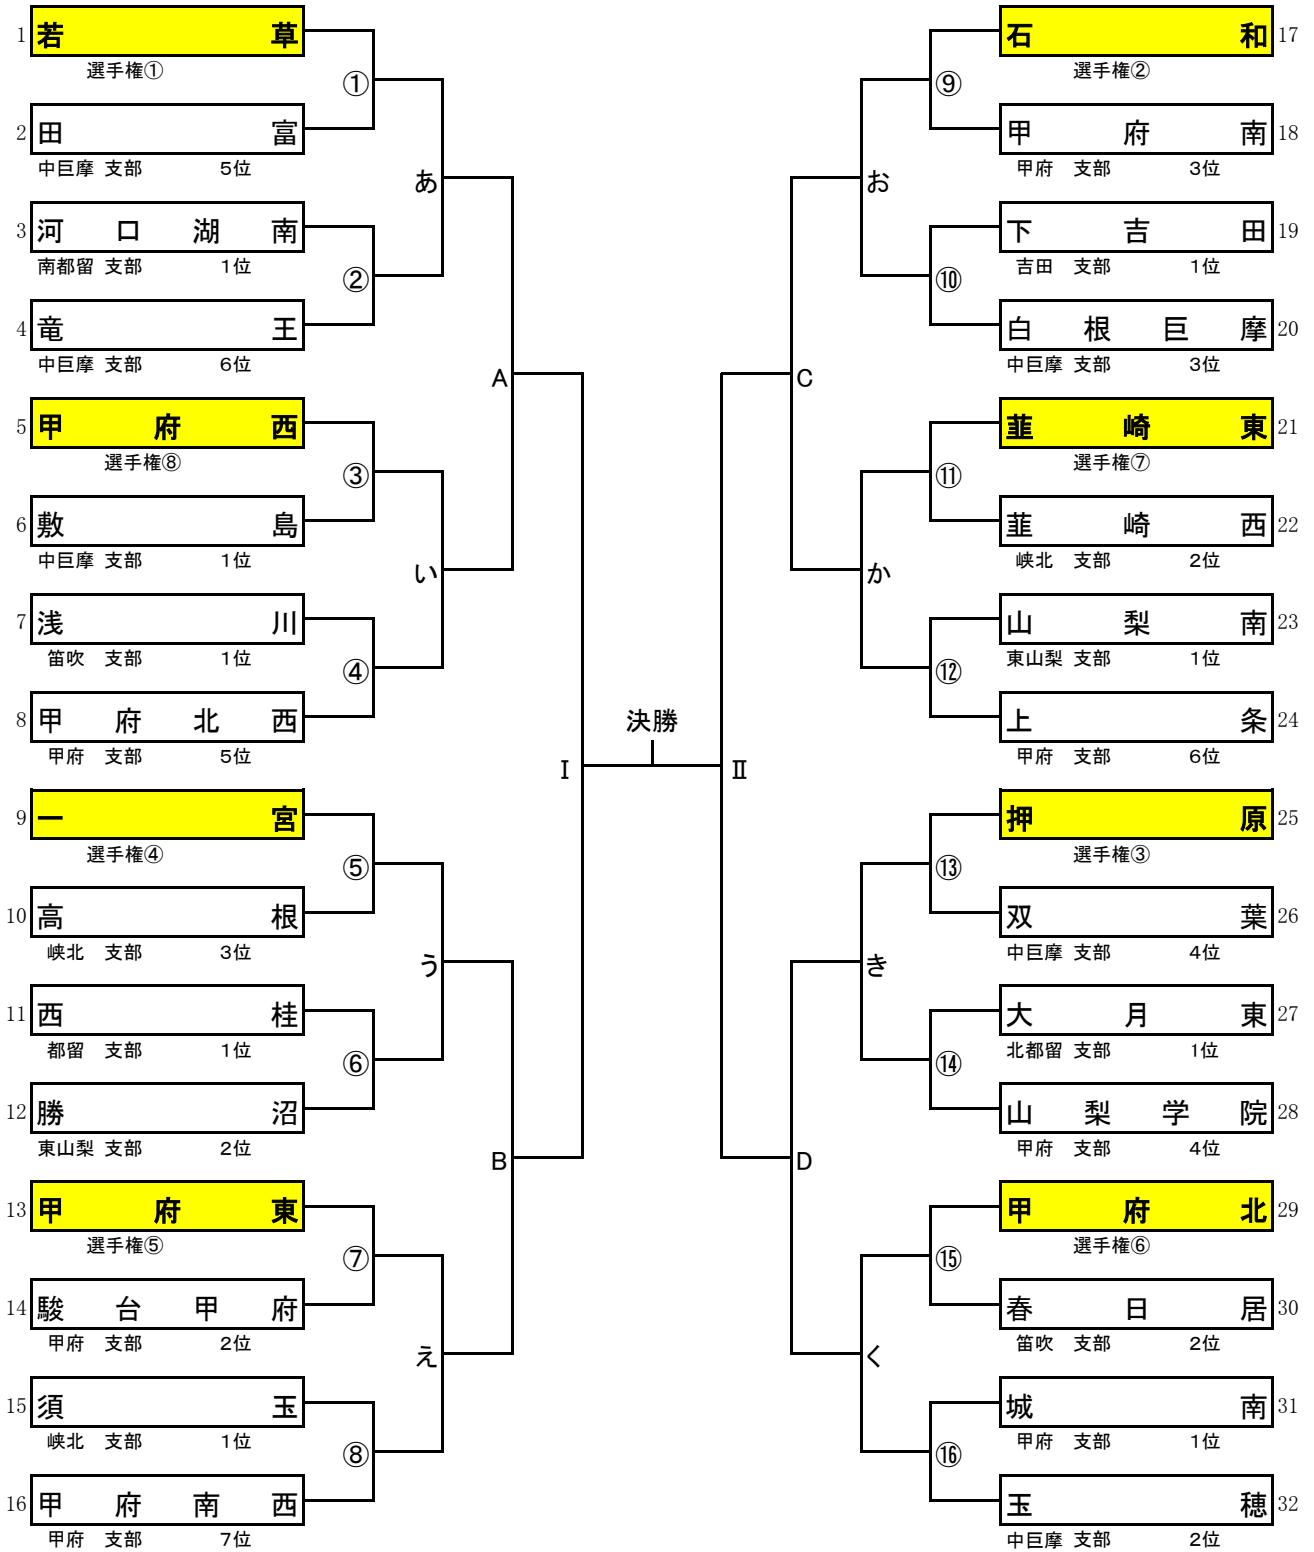 1 若草
選手権①
①
2 田富
中巨摩 支部 5位
あ
3 河口湖南
南都留 支部 1位
②
4 竜王
中巨摩 支部 6位
A
5 甲府西
選手権⑧
③
6 敷島
中巨摩 支部 1位
い
7 浅川
笛吹 支部 1位
④
8 甲府北西
甲府 支部 5位
Ⅰ
9 一宮
選手権④
⑤
10 高根
峡北 支部 3位
う
11 西桂
都留 支部 1位
⑥
12 勝沼
東山梨 支部 2位
B
13 甲府東
選手権⑤
⑦
14 駿台甲府
甲府 支部 2位
え
15 須玉
峡北 支部 1位
⑧
16 甲府南西
甲府 支部 7位
決勝
石和 17
選手権②
⑨
甲府南 18
甲府 支部 3位
お
下吉田 19
吉田 支部 1位
⑩
白根巨摩 20
中巨摩 支部 3位
C
韮崎東 21
選手権⑦
⑪
韮崎西 22
峡北 支部 2位
か
山梨南 23
東山梨 支部 1位
⑫
上条 24
甲府 支部 6位
Ⅱ
押原 25
選手権③
⑬
双葉 26
中巨摩 支部 4位
き
大月東 27
北都留 支部 1位
⑭
山梨学院 28
甲府 支部 4位
D
甲府北 29
選手権⑥
⑮
春日居 30
笛吹 支部 2位
く
城南 31
甲府 支部 1位
⑯
玉穂 32
中巨摩 支部 2位